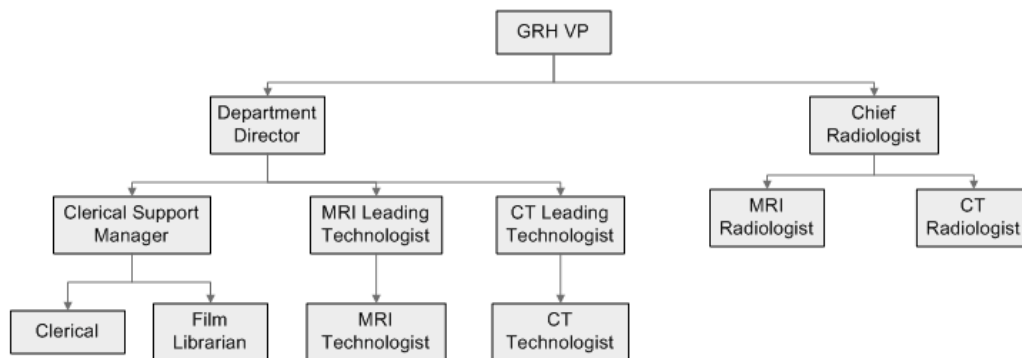 GRH VP
Department
Director
Chief
Radiologist
Clerical Support
Manager
MRI Leading
Technologist
CT Leading
Technologist
MRI
Radiologist
CT
Radiologist
Clerical
Film
Librarian
MRI
Technologist
CT
Technologist